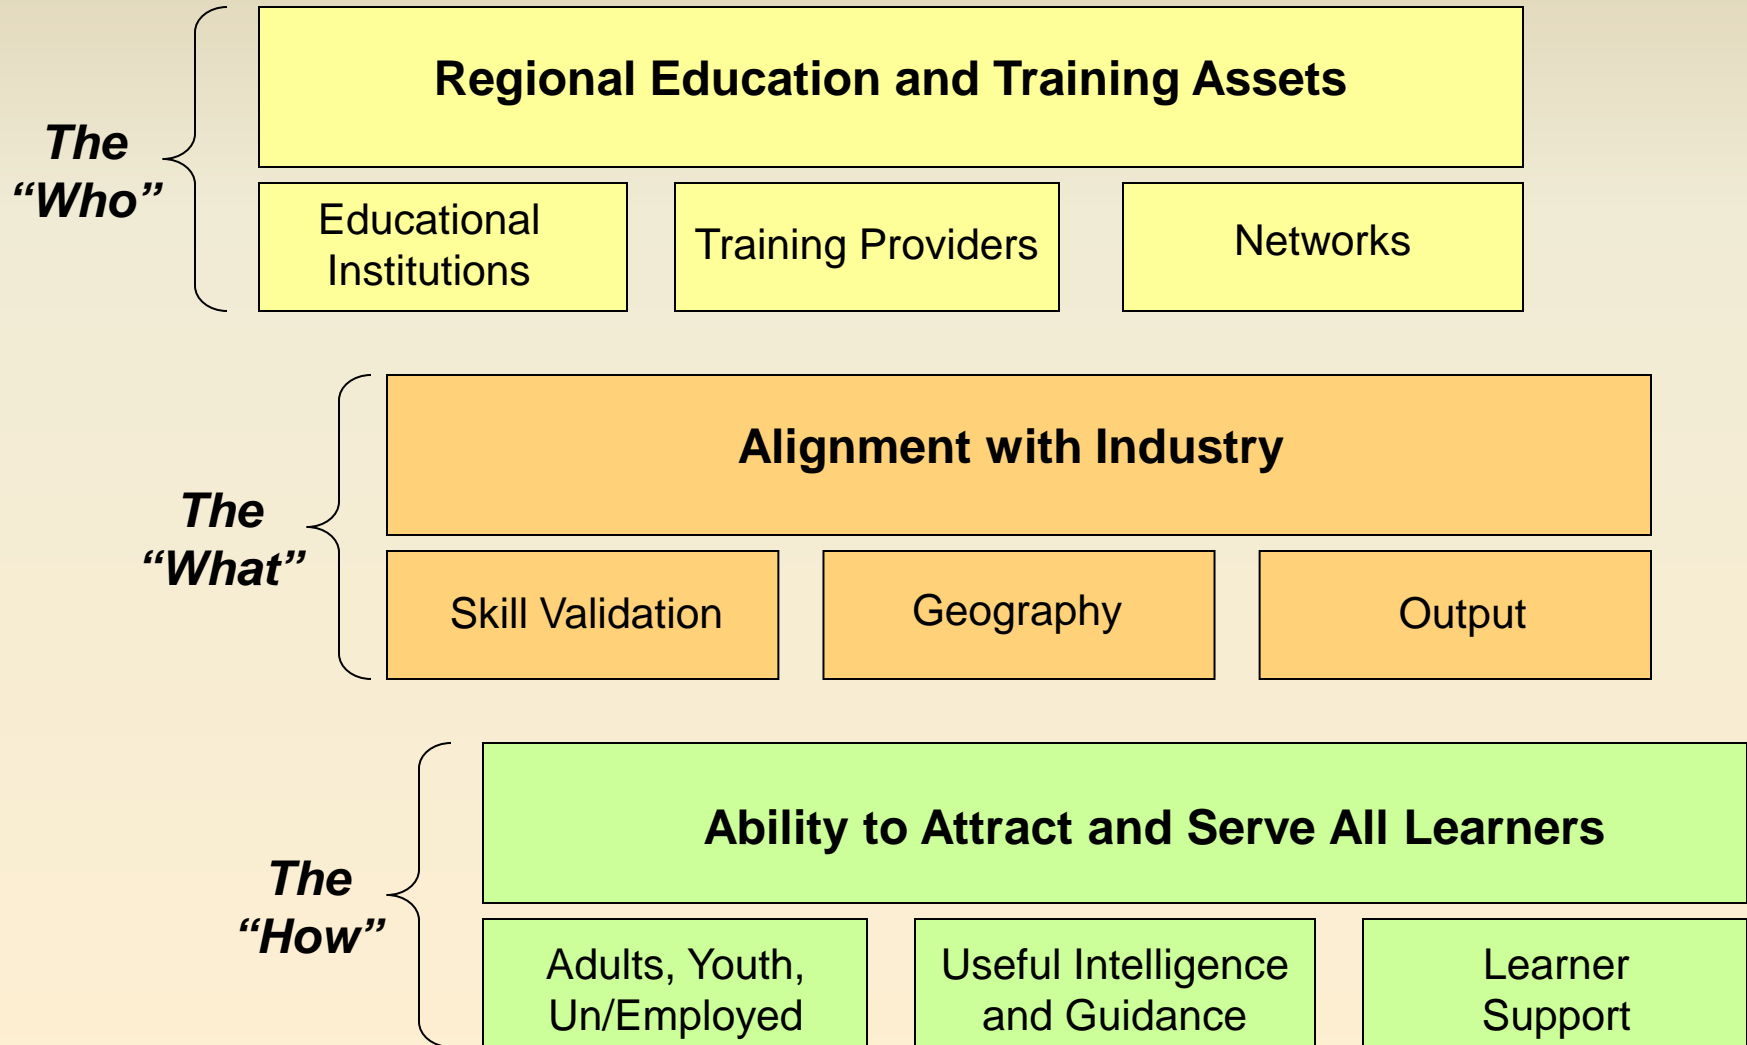 Regional Education and Training Assets
The
“Who”
Educational
Institutions
Training Providers
Networks
Alignment with Industry
The
“What”
Skill Validation
Geography
Output
Ability to Attract and Serve All Learners
The
“How”
Adults, Youth,
Un/Employed
Useful Intelligence
and Guidance
Learner
Support